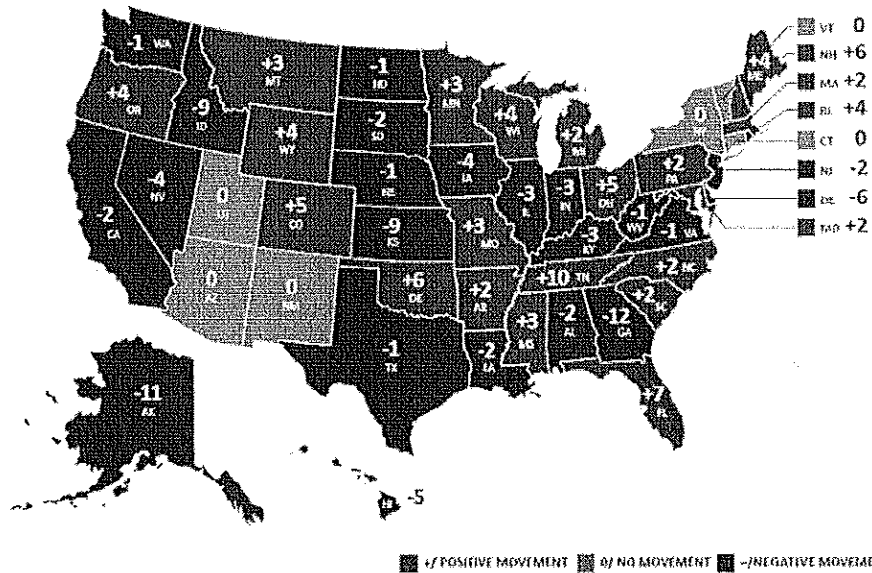 -1 WA
+4 OR
-9 ID
+3 MT
+4 WY
-4 NV
-2 CA
0 UT
+5 CO
0 AZ
0 NM
-1 ND
-2 SD
-1 NE
-9 KS
+6
-1 TX
+3 MN
-4 IA
+3 MO
+2 AR
-2 LA
+4 WI
-3 IL
+2 MI
-3 IN
+5 OH
-3 KY
+10 TN
+3 MS
-2 AL
-12 GA
+7 FL
+2 SC
+2 NC
-1 VA
-1 WV
+2 PA
0
+4 ME
VT 0
NH +6
MA +2
RI +4
CT 0
NJ -2
DE -6
MD +2
-11 AK
HI -5
+/ POSITIVE MOVEMENT 0/ NO MOVEMENT -/NEGATIVE MOVEME